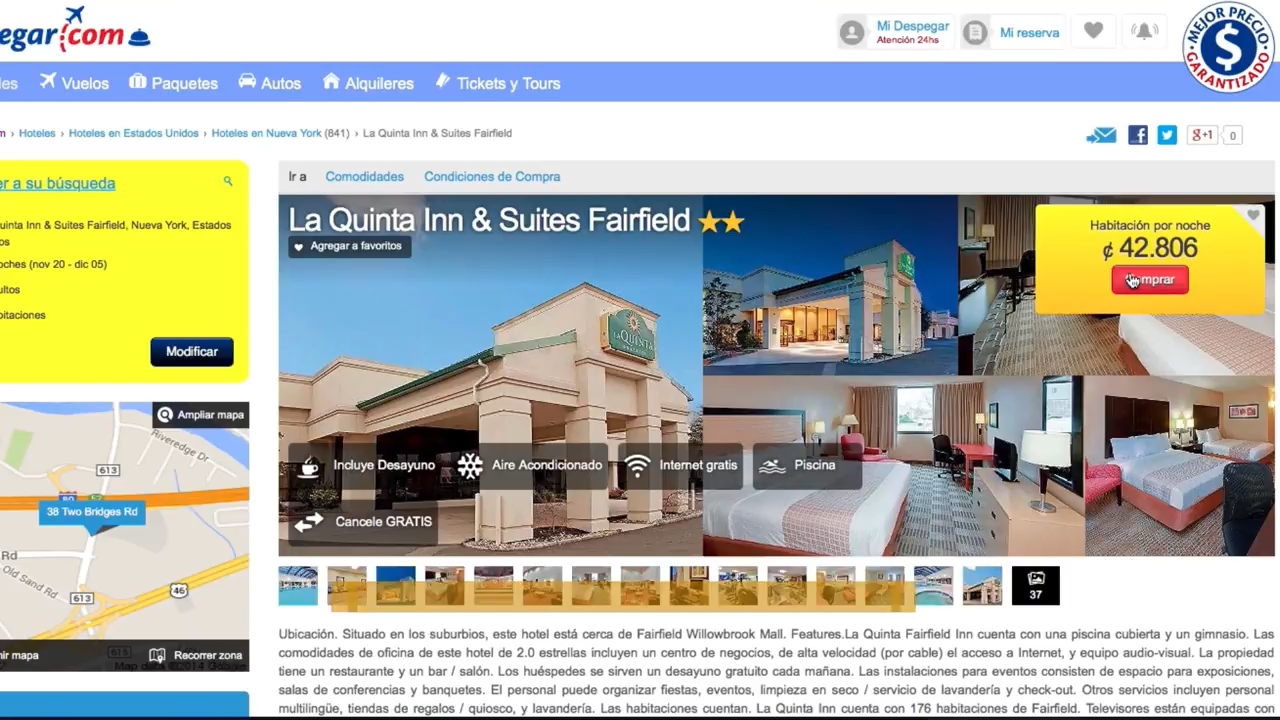 egar.com
Mi Despegar
Atención 24hs
Mi reserva
MEJOR PRECIO
$
GARANTIZADO
les
Vuelos
Paquetes
Autos
Alquileres
Tickets y Tours
m › Hoteles › Hoteles en Estados Unidos › Hoteles en Nueva York (841) › La Quinta Inn & Suites Fairfield
g+1
0
er a su búsqueda
uinta Inn & Suites Fairfield, Nueva York, Estados
os
oches (nov 20 - dic 05)
ultos
bitaciones
Modificar
Ir a
Comodidades
Condiciones de Compra
La Quinta Inn & Suites Fairfield
Agregar a favoritos
Habitación por noche
₡ 42.806
mprar
LAQUINTA
Incluye Desayuno
Aire Acondicionado
Internet gratis
Piscina
Cancele GRATIS
37
Ampliar mapa
Riveredge Dr
613
80
38 Two Bridges Rd
Rd
Old Sand Rd
613
46
615
nir mapa
Recorrer zona
Map data ©2014 Google
Ubicación. Situado en los suburbios, este hotel está cerca de Fairfield Willowbrook Mall. Features.La Quinta Fairfield Inn cuenta con una piscina cubierta y un gimnasio. Las
comodidades de oficina de este hotel de 2.0 estrellas incluyen un centro de negocios, de alta velocidad (por cable) el acceso a Internet, y equipo audio-visual. La propiedad
tiene un restaurante y un bar / salón. Los huéspedes se sirven un desayuno gratuito cada mañana. Las instalaciones para eventos consisten de espacio para exposiciones,
salas de conferencias y banquetes. El personal puede organizar fiestas, eventos, limpieza en seco / servicio de lavandería y check-out. Otros servicios incluyen personal
multilingüe, tiendas de regalos / quiosco, y lavandería. Las habitaciones cuentan. La Quinta Inn cuenta con 176 habitaciones de Fairfield. Televisores están equipadas con